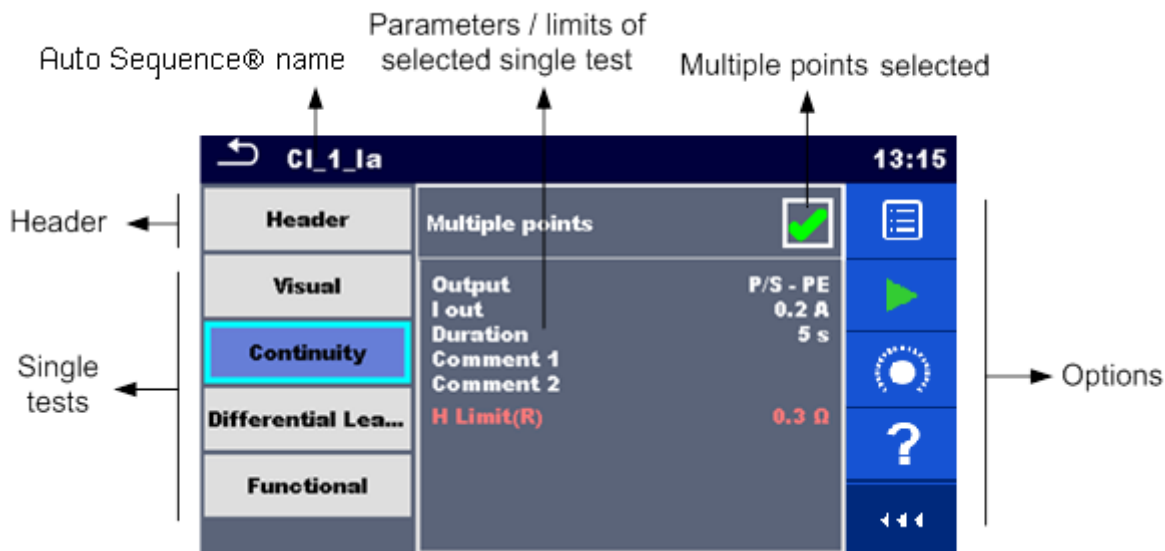 Parameters / limits of
selected single test
Auto Sequence® name
Multiple points selected
Cl_1_Ia
13:15
Header
Header
Multiple points
Visual
Output P/S - PE
I out 0.2 A
Duration 5 s
Comment 1
Comment 2
H Limit(R) 0.3 Ω
Continuity
Single
tests
Differential Lea...
Functional
Options
?